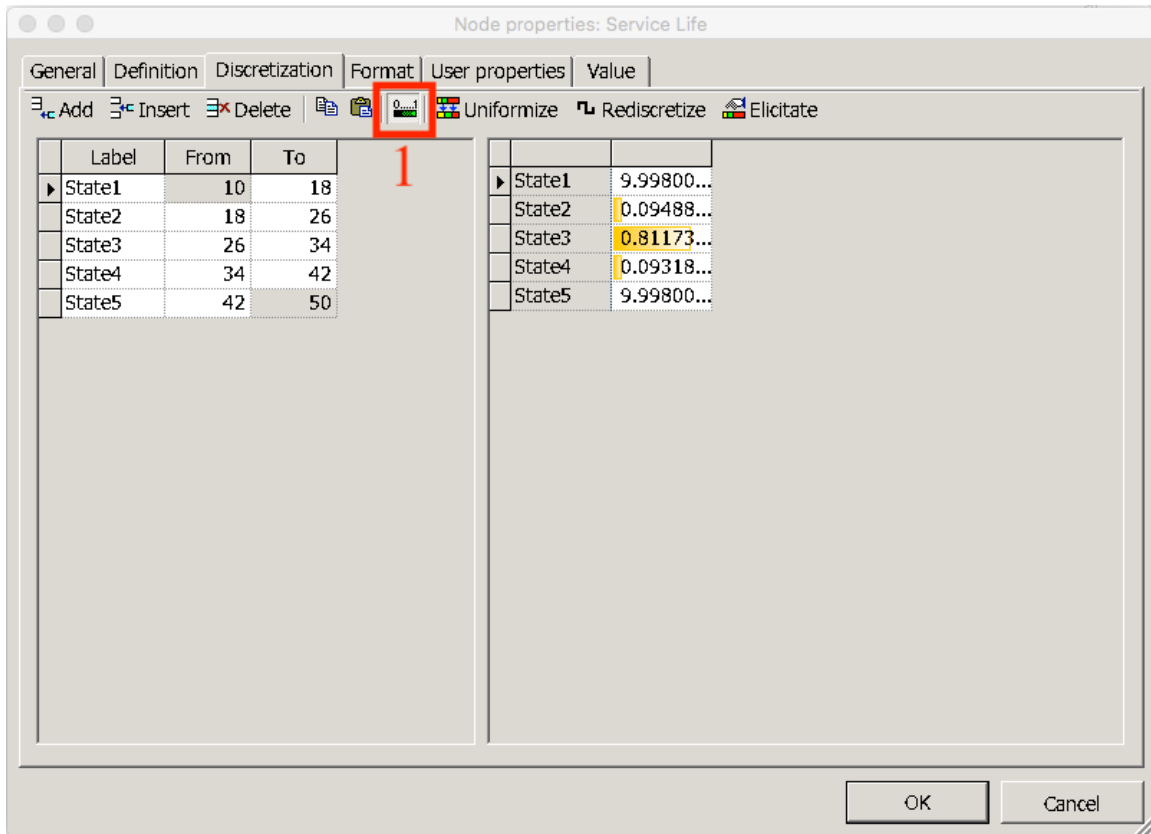 Node properties: Service Life
General Definition Discretization Format User properties Value
Add Insert Delete 0....1 Uniformize Rediscretize Elicitate
1
Label From To
State1 10 18
State2 18 26
State3 26 34
State4 34 42
State5 42 50
State1 9.99800...
State2 0.09488...
State3 0.81173...
State4 0.09318...
State5 9.99800...
OK Cancel